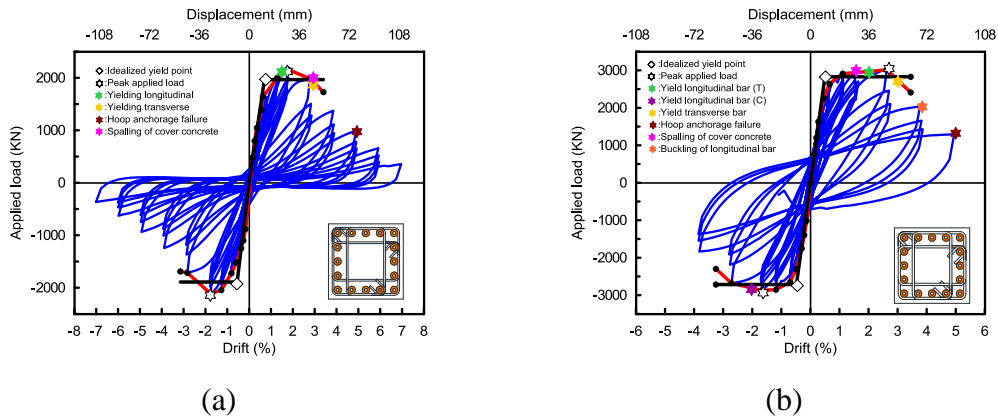 Displacement (mm)
-108 -72 -36 0 36 72 108
Applied load (KN)
2000
1000
0
-1000
-2000
:Idealized yield point
:Peak applied load
:Yielding longitudinal
:Yielding transverse
:Hoop anchorage failure
:Spalling of cover concrete
-8 -7 -6 -5 -4 -3 -2 -1 0 1 2 3 4 5 6 7 8
Drift (%)
(a)
Displacement (mm)
-108 -72 -36 0 36 72 108
Applied load (KN)
3000
2000
1000
0
-1000
-2000
-3000
:Idealized yield point
:Peak applied load
:Yield longitudinal bar (T)
:Yield longitudinal bar (C)
:Yield transverse bar
:Hoop anchorage failure
:Spalling of cover concrete
:Buckling of longitudinal bar
-6 -5 -4 -3 -2 -1 0 1 2 3 4 5 6
Drift (%)
(b)